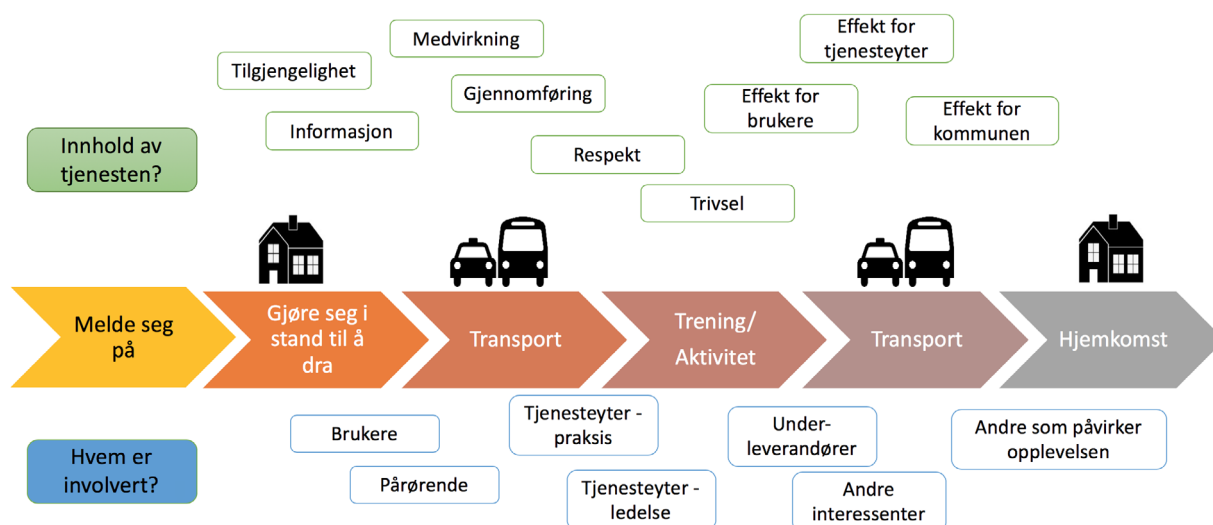 Medvirkning
Effekt for
tjenesteyter
Tilgjengelighet
Gjennomføring
Effekt for
brukere
Effekt for
kommunen
Informasjon
Innhold av
tjenesten?
Respekt
Trivsel
Melde seg
på
Gjøre seg i
stand til å
dra
Transport
Trening/
Aktivitet
Transport
Hjemkomst
Hvem er
involvert?
Brukere
Pårørende
Tjenesteyter -
praksis
Tjenesteyter -
ledelse
Under-
leverandører
Andre
interessenter
Andre som påvirker
opplevelsen